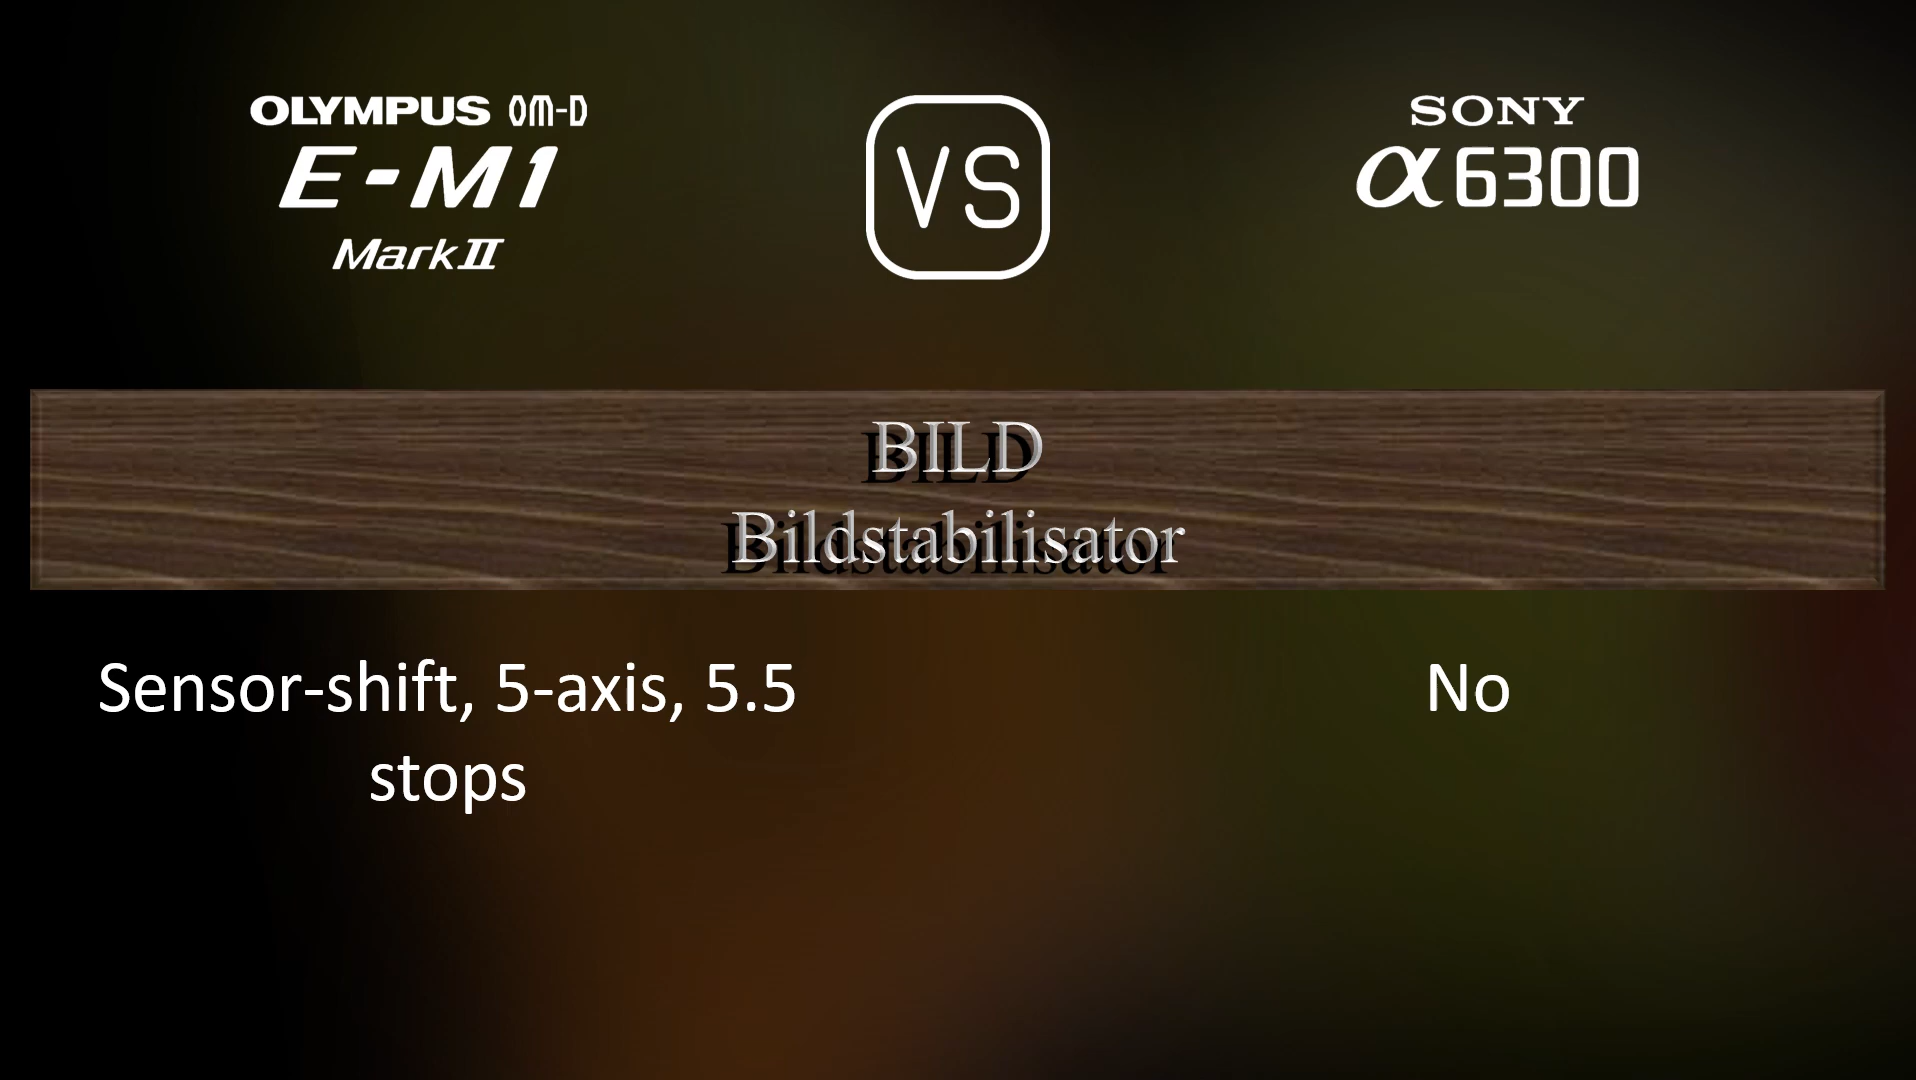 OLYMPUS OM-D
E-M1
Mark II
VS
SONY
α6300
BILD
Bildstabilisator
Sensor-shift, 5-axis, 5.5
stops
No